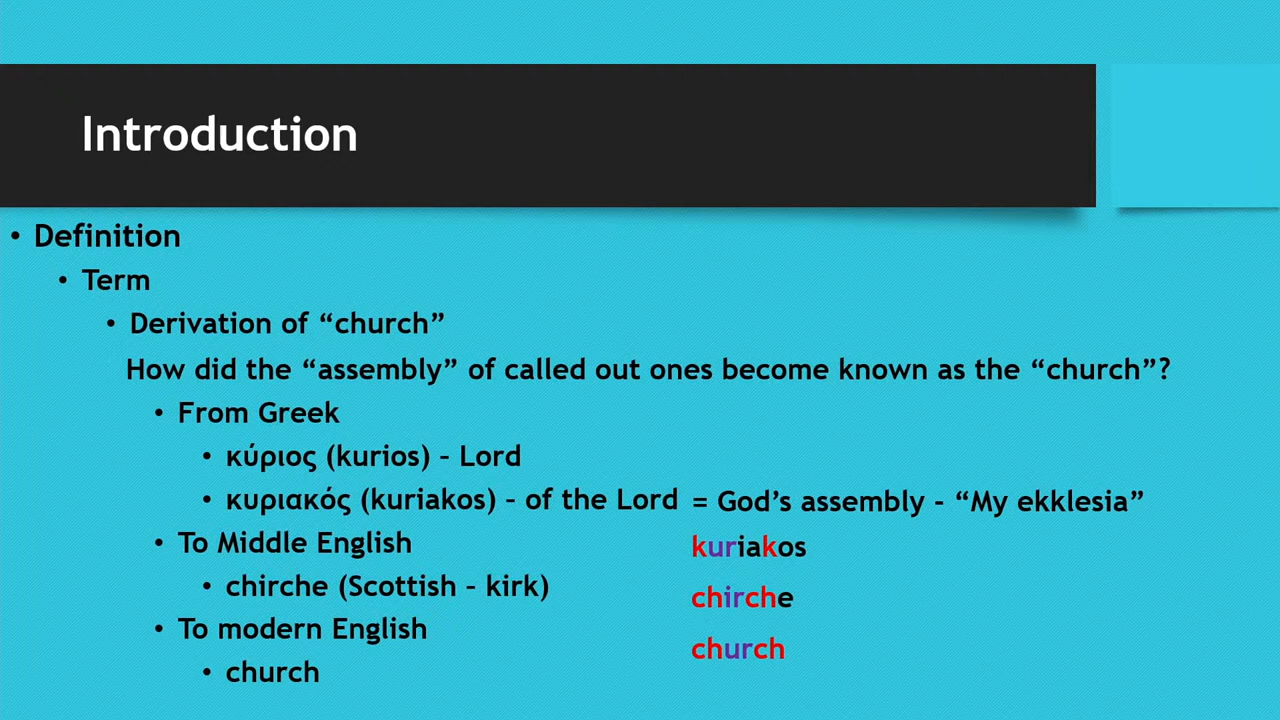 Introduction
• Definition
• Term
• Derivation of “church”
How did the “assembly” of called out ones become known as the “church”?
• From Greek
• κύριος (kurios) – Lord
• κυριακός (kuriakos) – of the Lord = God’s assembly - “My ekklesia”
• To Middle English
kuriakos
• chirche (Scottish – kirk)
chirche
• To modern English
church
• church